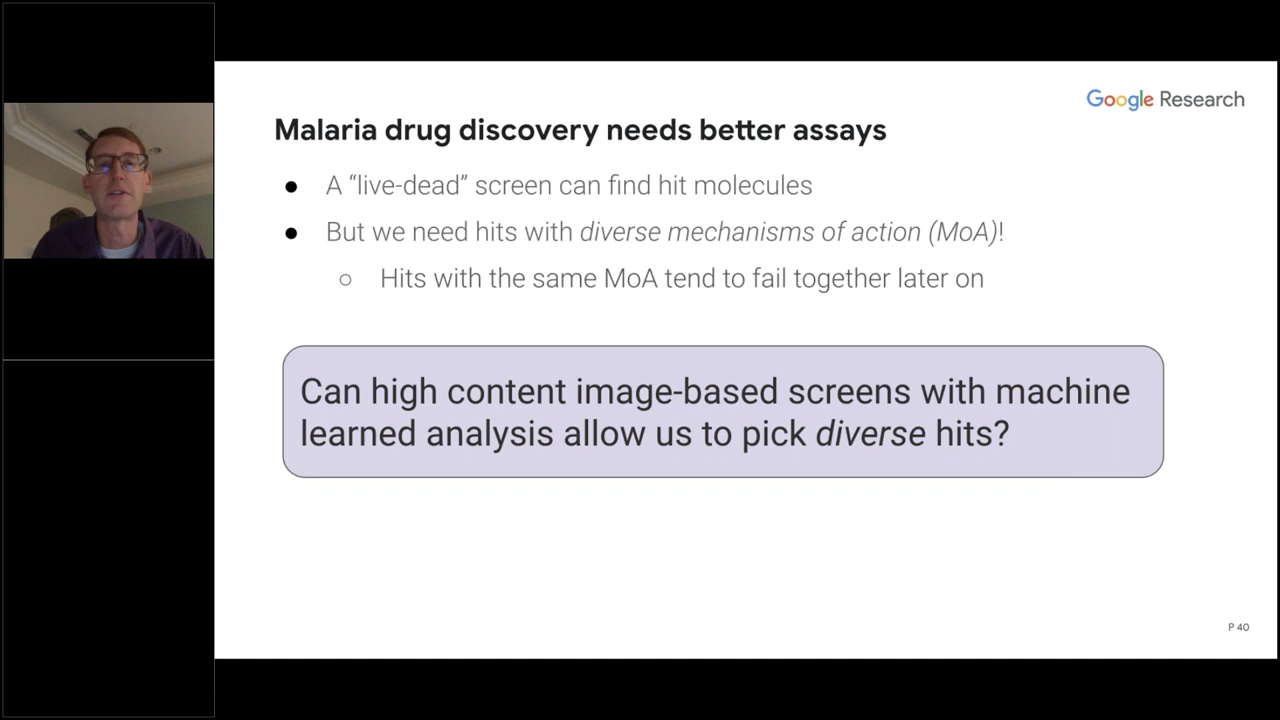 Google Research
Malaria drug discovery needs better assays
● A “live-dead” screen can find hit molecules
● But we need hits with diverse mechanisms of action (MoA)!
○ Hits with the same MoA tend to fail together later on
Can high content image-based screens with machine
learned analysis allow us to pick diverse hits?
P 40